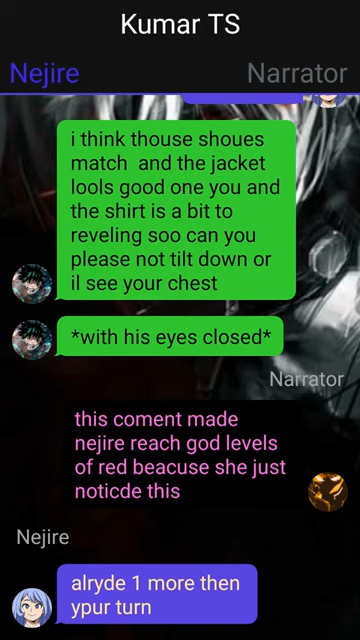 Kumar TS
Nejire
Narrator
i think thouse shoues
match  and the jacket
lools good one you and
the shirt is a bit to
reveling soo can you
please not tilt down or
il see your chest
*with his eyes closed*
Narrator
this coment made
nejire reach god levels
of red beacuse she just
noticde this
Nejire
alryde 1 more then
ypur turn